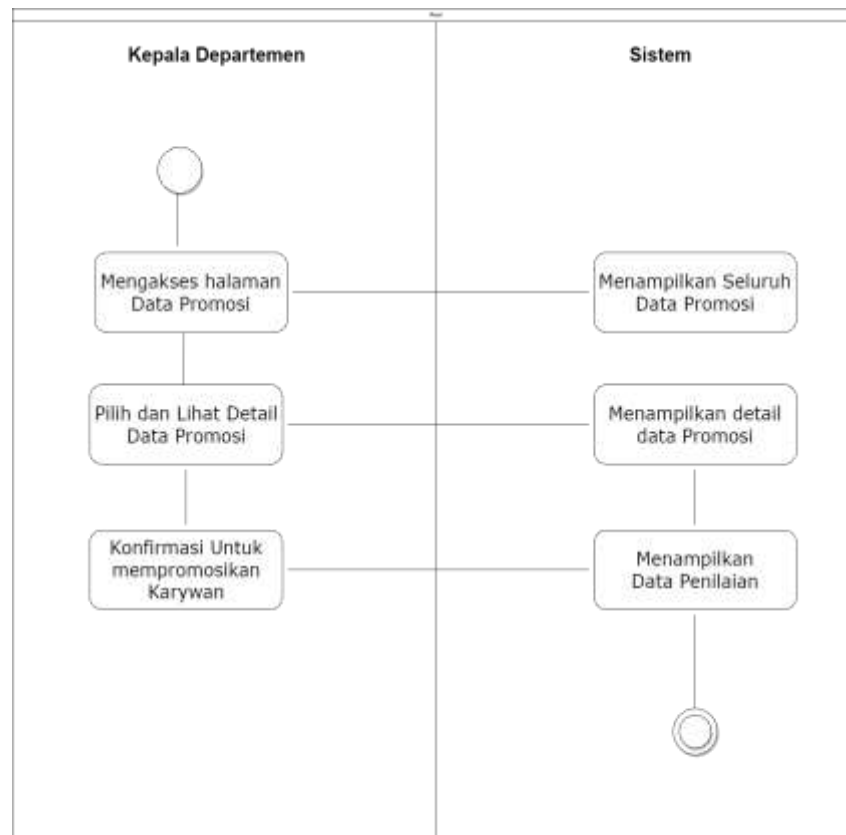 Kepala Departemen
Sistem
Mengakses halaman
Data Promosi
Menampilkan Seluruh
Data Promosi
Pilih dan Lihat Detail
Data Promosi
Menampilkan detail
data Promosi
Konfirmasi Untuk
mempromosikan
Karywan
Menampilkan
Data Penilaian